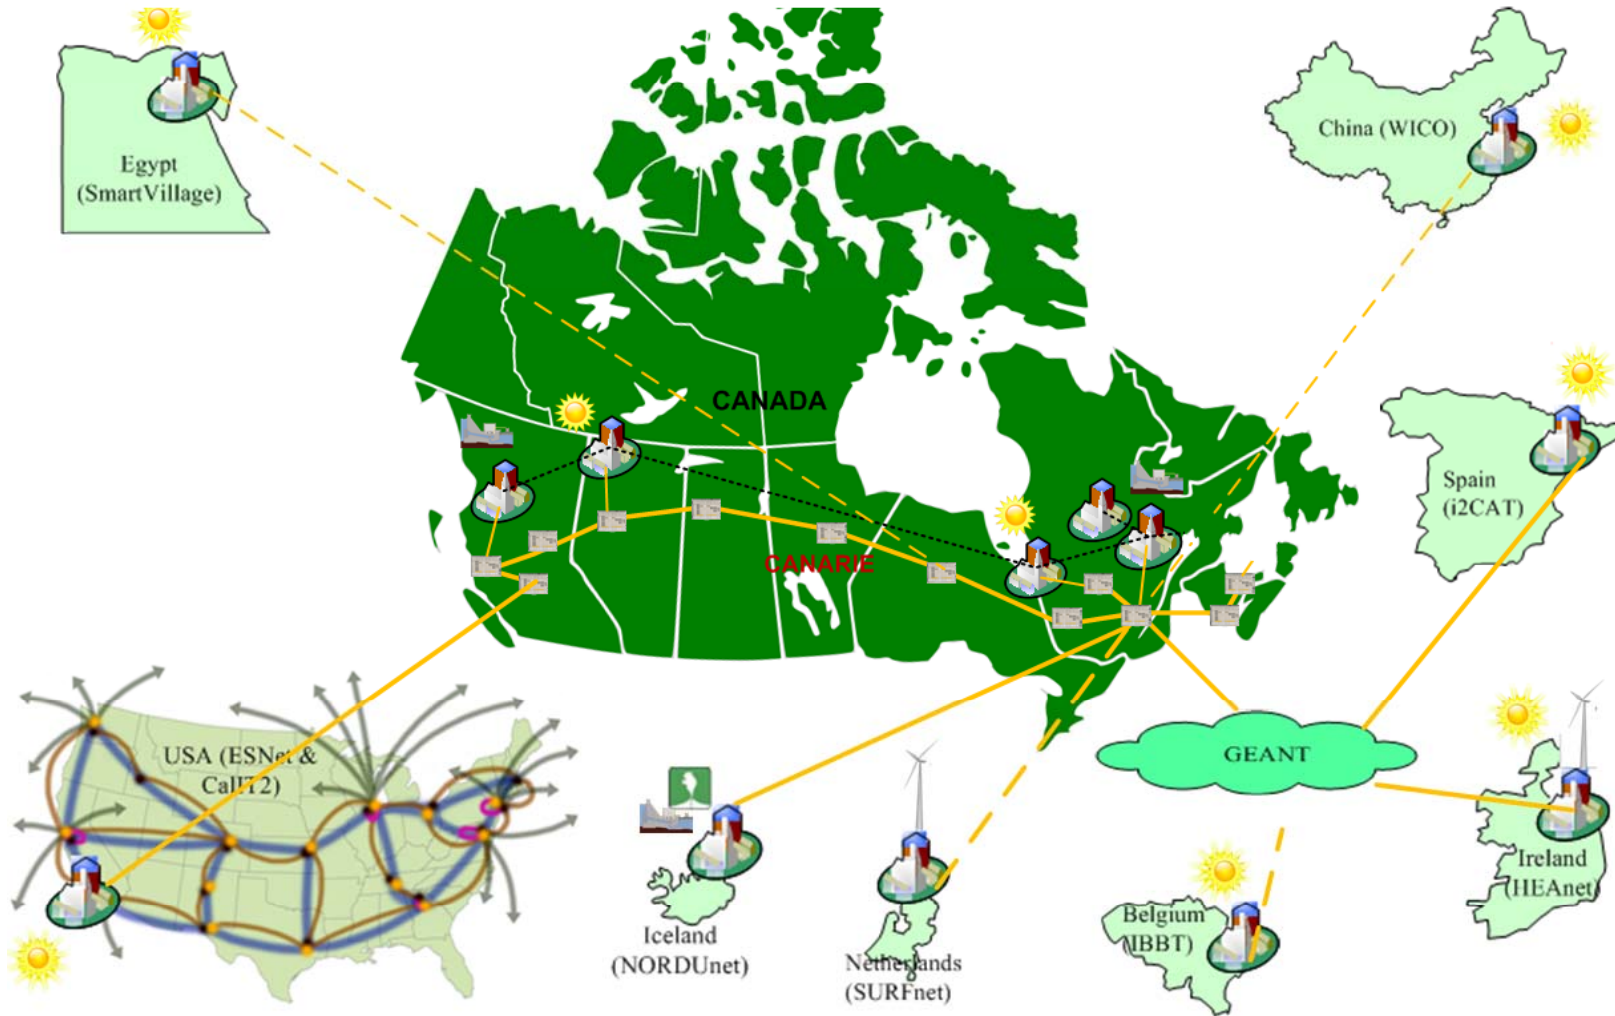 Egypt
(SmartVillage)
China (WICO)
CANADA
Spain
(i2CAT)
CANARIE
USA (ESNet &
CalIT2)
GEANT
Ireland
(HEAnet)
Belgium
(IBBT)
Iceland
(NORDUnet)
Netherlands
(SURFnet)